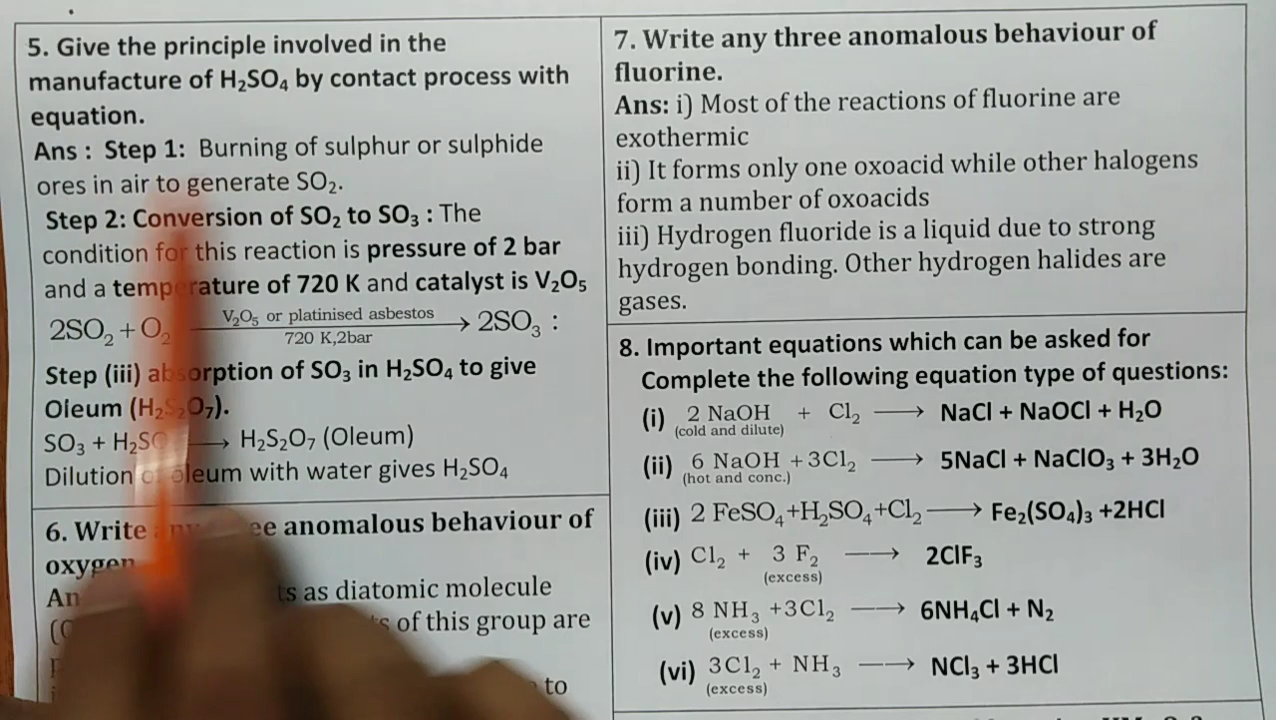 5. Give the principle involved in the
manufacture of H₂SO₄ by contact process with
equation.
Ans : Step 1: Burning of sulphur or sulphide
ores in air to generate SO₂.
Step 2: Conversion of SO₂ to SO₃ : The
condition for this reaction is pressure of 2 bar
and a temperature of 720 K and catalyst is V₂O₅
V₂O₅ or platinised asbestos
2SO₂ + O₂ ⟶ 2SO₃ :
720 K,2bar
Step (iii) absorption of SO₃ in H₂SO₄ to give
Oleum (H₂S₂O₇).
SO₃ + H₂SO ⟶ H₂S₂O₇ (Oleum)
Dilution of oleum with water gives H₂SO₄
6. Write any three anomalous behaviour of
oxygen
An ts as diatomic molecule
of this group are
to
7. Write any three anomalous behaviour of
fluorine.
Ans: i) Most of the reactions of fluorine are
exothermic
ii) It forms only one oxoacid while other halogens
form a number of oxoacids
iii) Hydrogen fluoride is a liquid due to strong
hydrogen bonding. Other hydrogen halides are
gases.
8. Important equations which can be asked for
Complete the following equation type of questions:
(i) 2 NaOH + Cl₂ ⟶ NaCl + NaOCl + H₂O
(cold and dilute)
(ii) 6 NaOH +3Cl₂ ⟶ 5NaCl + NaClO₃ + 3H₂O
(hot and conc.)
(iii) 2 FeSO₄+H₂SO₄+Cl₂ ⟶ Fe₂(SO₄)₃ +2HCl
(iv) Cl₂ + 3 F₂ ⟶ 2ClF₃
(excess)
(v) 8 NH₃ +3Cl₂ ⟶ 6NH₄Cl + N₂
(excess)
(vi) 3Cl₂ + NH₃ ⟶ NCl₃ + 3HCl
(excess)